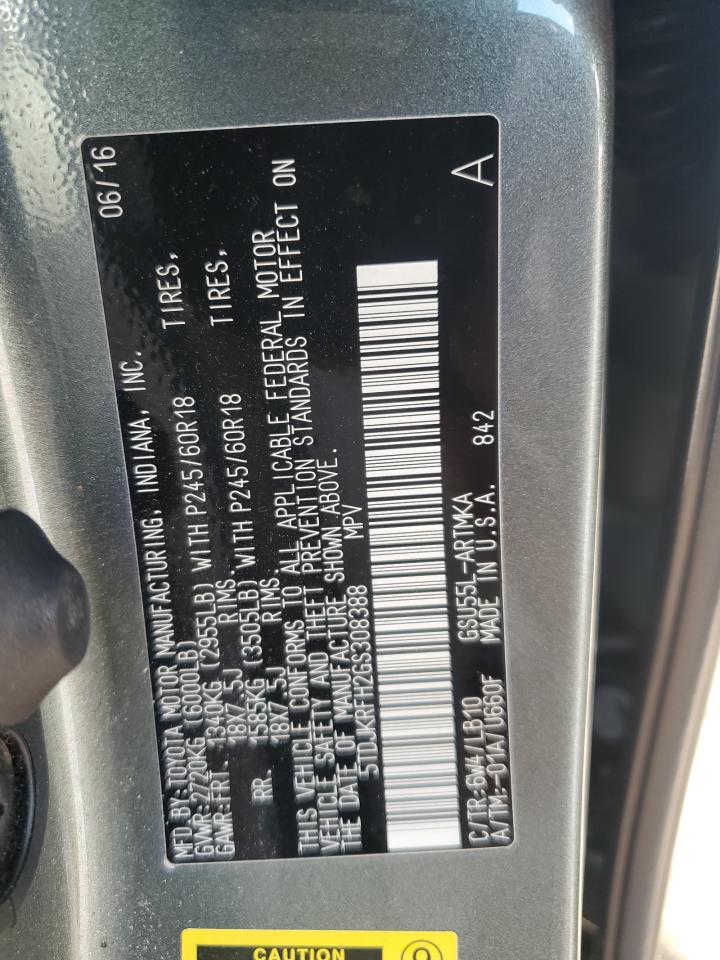 MFD BY:TOYOTA MOTOR MANUFACTURING, INDIANA, INC. 06/16
GVWR:2720KG (6000LB)
GAWR:FRT 1340KG (2955LB) WITH P245/60R18 TIRES,
18X7.5J RIMS
RR 1585KG (3505LB) WITH P245/60R18 TIRES,
18X7.5J RIMS
THIS VEHICLE CONFORMS TO ALL APPLICABLE FEDERAL MOTOR
VEHICLE SAFETY AND THEFT PREVENTION STANDARDS IN EFFECT ON
THE DATE OF MANUFACTURE SHOWN ABOVE.
5TDJKRFH2GS308388 MPV
C/TR:6V4/LB10 GSU55L-ARTMKA 842
A/TM:-01A/U660F MADE IN U.S.A. A
CAUTION